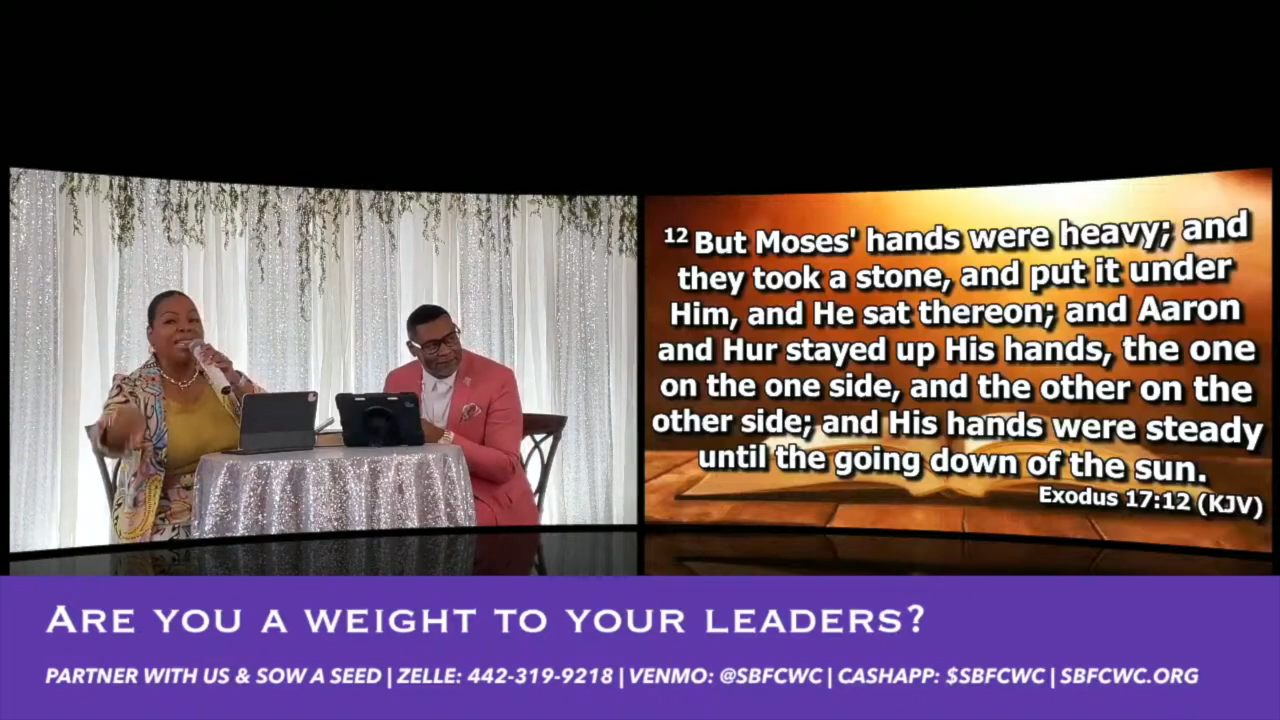 12 But Moses' hands were heavy; and
they took a stone, and put it under
Him, and He sat thereon; and Aaron
and Hur stayed up His hands, the one
on the one side, and the other on the
other side; and His hands were steady
until the going down of the sun.
Exodus 17:12 (KJV)
ARE YOU A WEIGHT TO YOUR LEADERS?
PARTNER WITH US & SOW A SEED | ZELLE: 442-319-9218 | VENMO: @SBFCWC | CASHAPP: $SBFCWC | SBFCWC.ORG